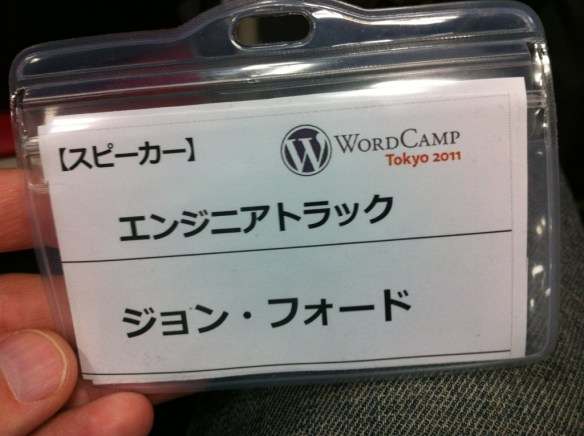 【スピーカー】
WORDCAMP
Tokyo 2011
エンジニアトラック
ジョン・フォード